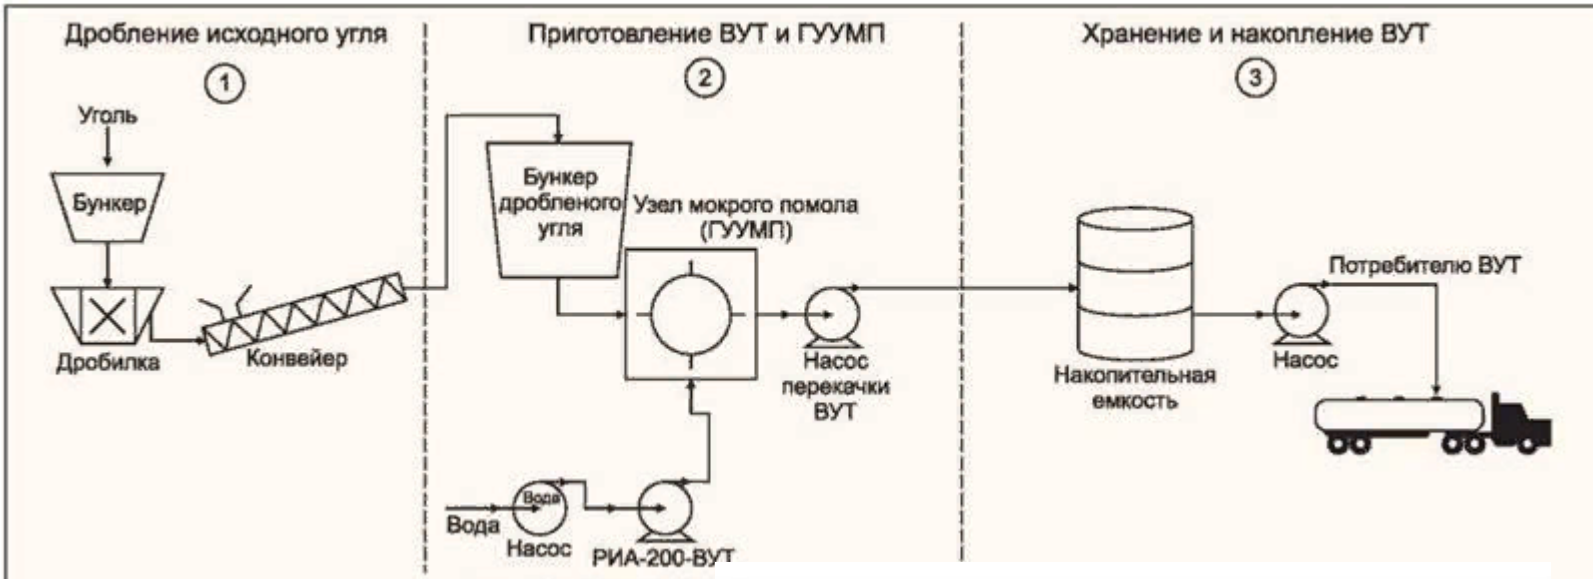 Дробление исходного угля
1
Уголь
Бункер
Дробилка
Конвейер
Приготовление ВУТ и ГУУМП
2
Бункер
дробленого
угля
Узел мокрого помола
(ГУУМП)
Насос
перекачки
ВУТ
Вода
Вода
Насос
РИА-200-ВУТ
Хранение и накопление ВУТ
3
Накопительная
емкость
Потребителю ВУТ
Насос